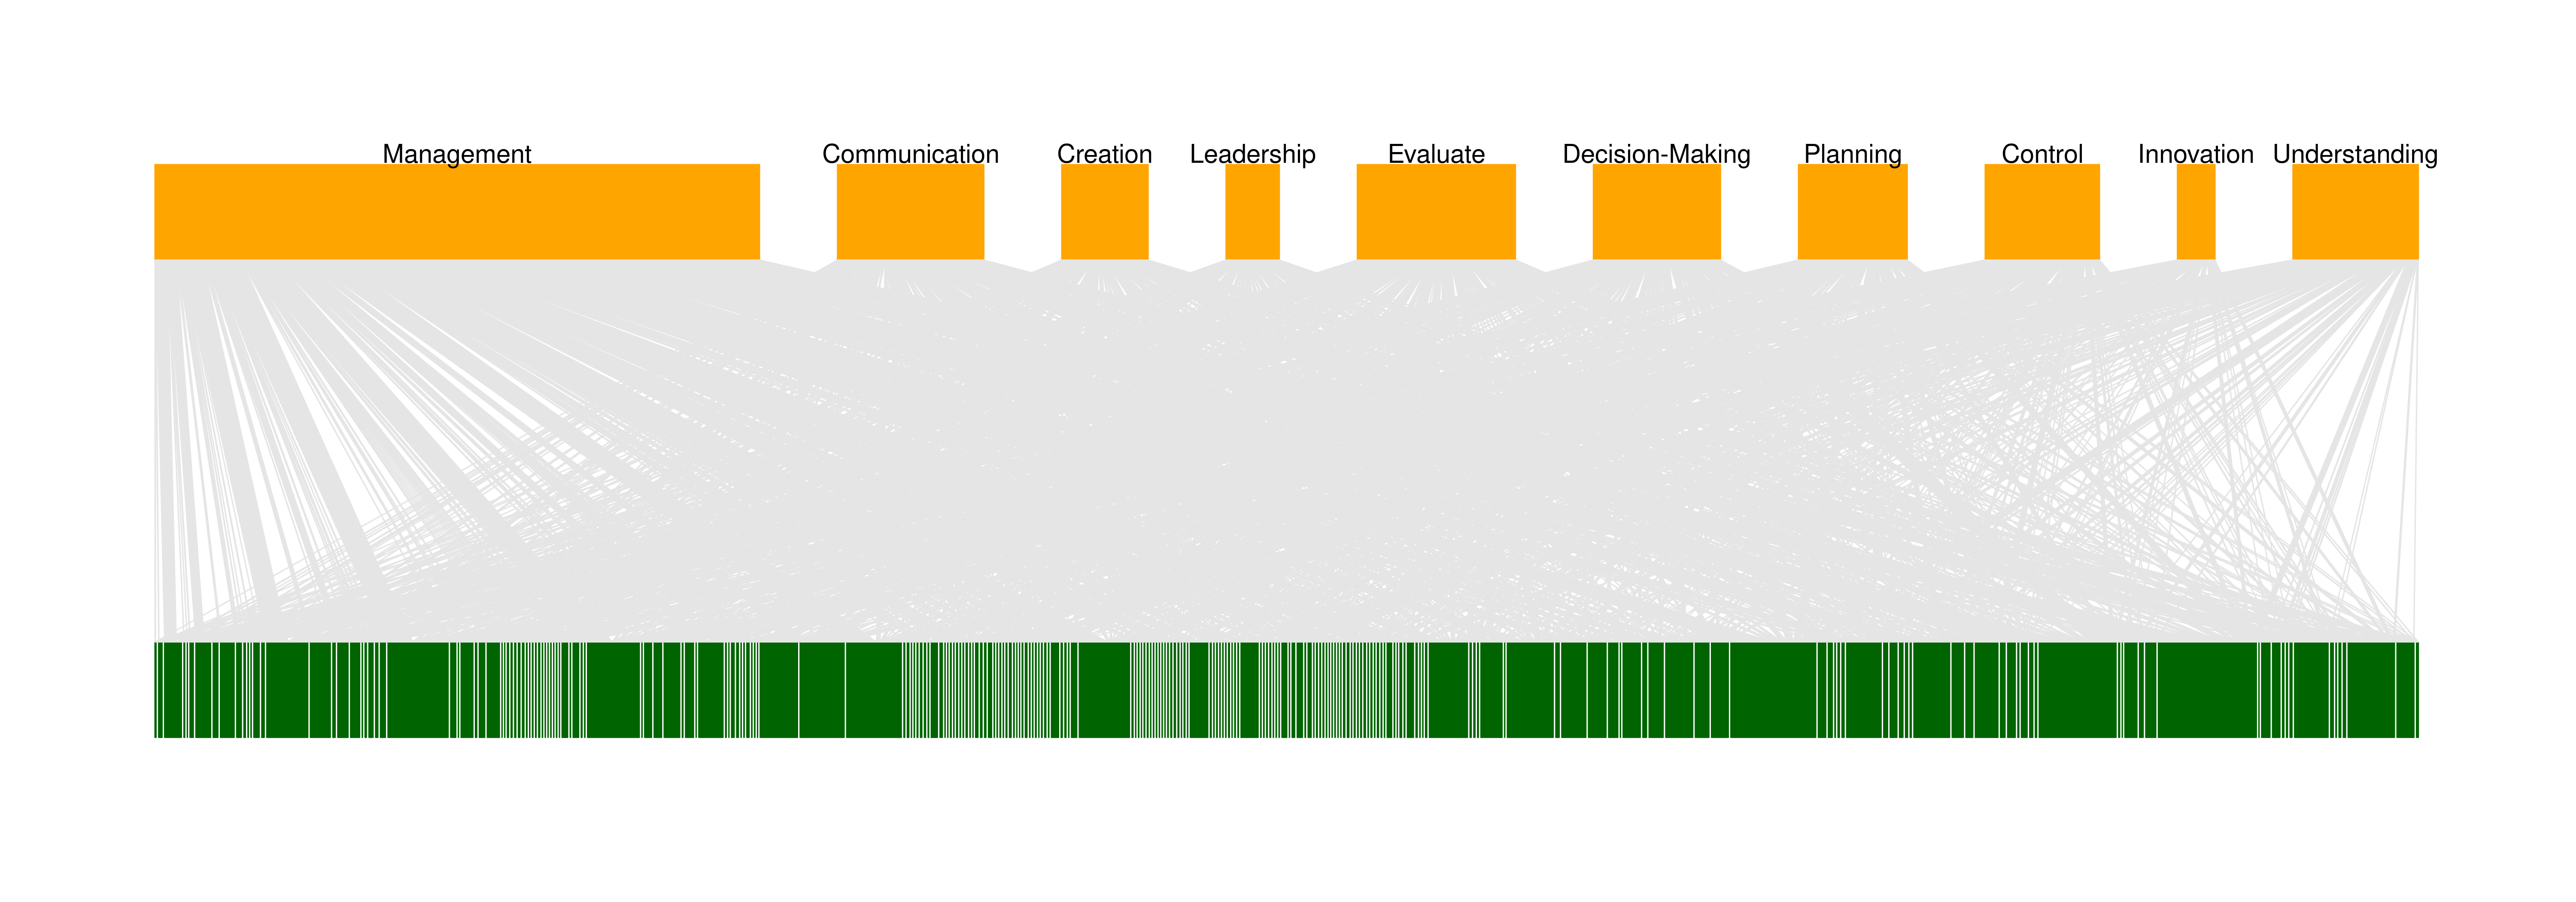 Management Communication Creation Leadership Evaluate Decision-Making Planning Control Innovation Understanding